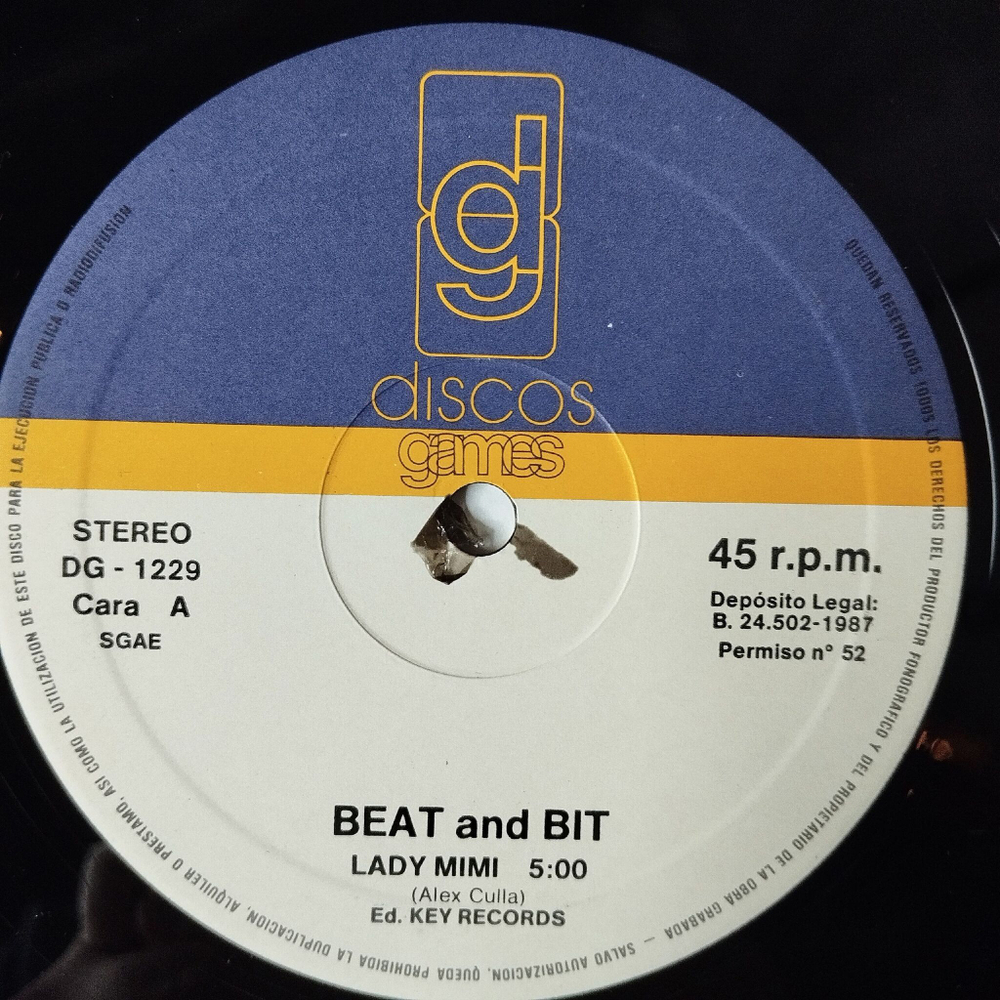 dg
discos
games
STEREO
DG - 1229
Cara A
SGAE
45 r.p.m.
Depósito Legal:
B. 24.502-1987
Permiso n° 52
BEAT and BIT
LADY MIMI 5:00
(Alex Culla)
Ed. KEY RECORDS
QUEDAN RESERVADOS TODOS LOS DERECHOS DEL PRODUCTOR FONOGRAFICO Y DEL PROPIETARIO DE LA OBRA GRABADA — SALVO AUTORIZACION, QUEDA PROHIBIDA LA DUPLICACION, ALQUILER O PRESTAMO, ASI COMO LA UTILIZACION DE ESTE DISCO PARA LA EJECUCION PUBLICA O RADIODIFUSION